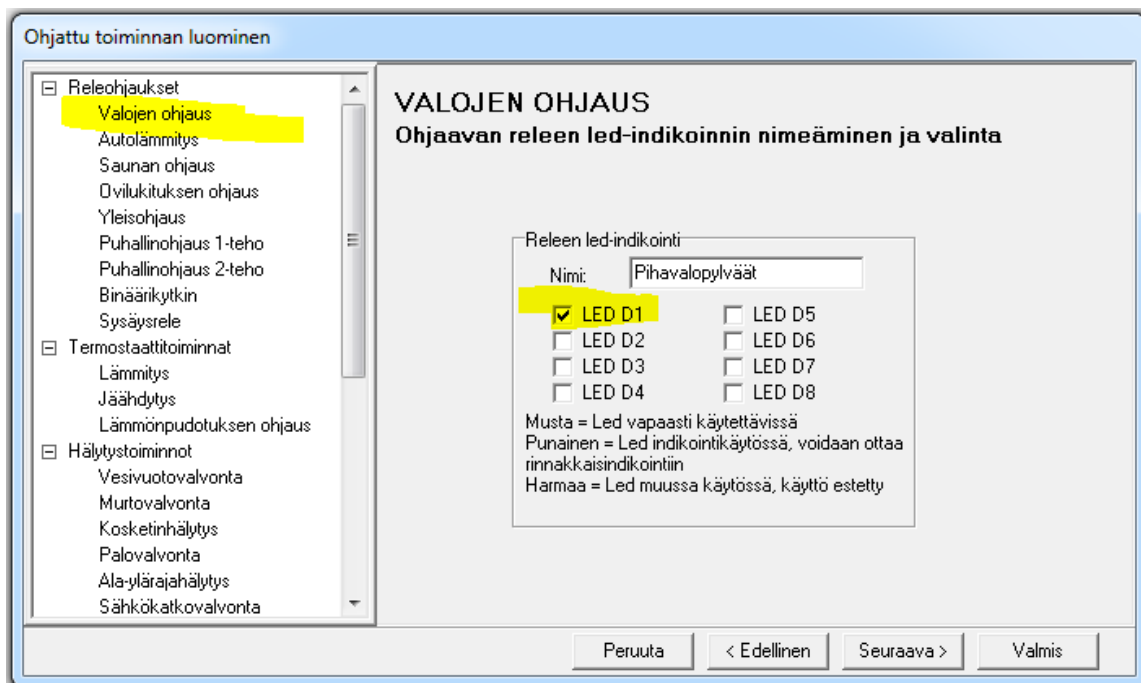 Ohjattu toiminnan luominen
Releohjaukset
Valojen ohjaus
Autolämmitys
Saunan ohjaus
Ovilukituksen ohjaus
Yleisohjaus
Puhallinohjaus 1-teho
Puhallinohjaus 2-teho
Binäärikytkin
Sysäysrele
Termostaattitoiminnat
Lämmitys
Jäähdytys
Lämmönpudotuksen ohjaus
Hälytystoiminnot
Vesivuotovalvonta
Murtovalvonta
Kosketinhälytys
Palovalvonta
Ala-ylärajahälytys
Sähkökatkovalvonta
VALOJEN OHJAUS
Ohjaavan releen led-indikoinnin nimeäminen ja valinta
Releen led-indikointi
Nimi: Pihavalopylväät
LED D1 LED D5
LED D2 LED D6
LED D3 LED D7
LED D4 LED D8
Musta = Led vapaasti käytettävissä
Punainen = Led indikointikäytössä, voidaan ottaa
rinnakkaisindikointiin
Harmaa = Led muussa käytössä, käyttö estetty
Peruuta < Edellinen Seuraava > Valmis